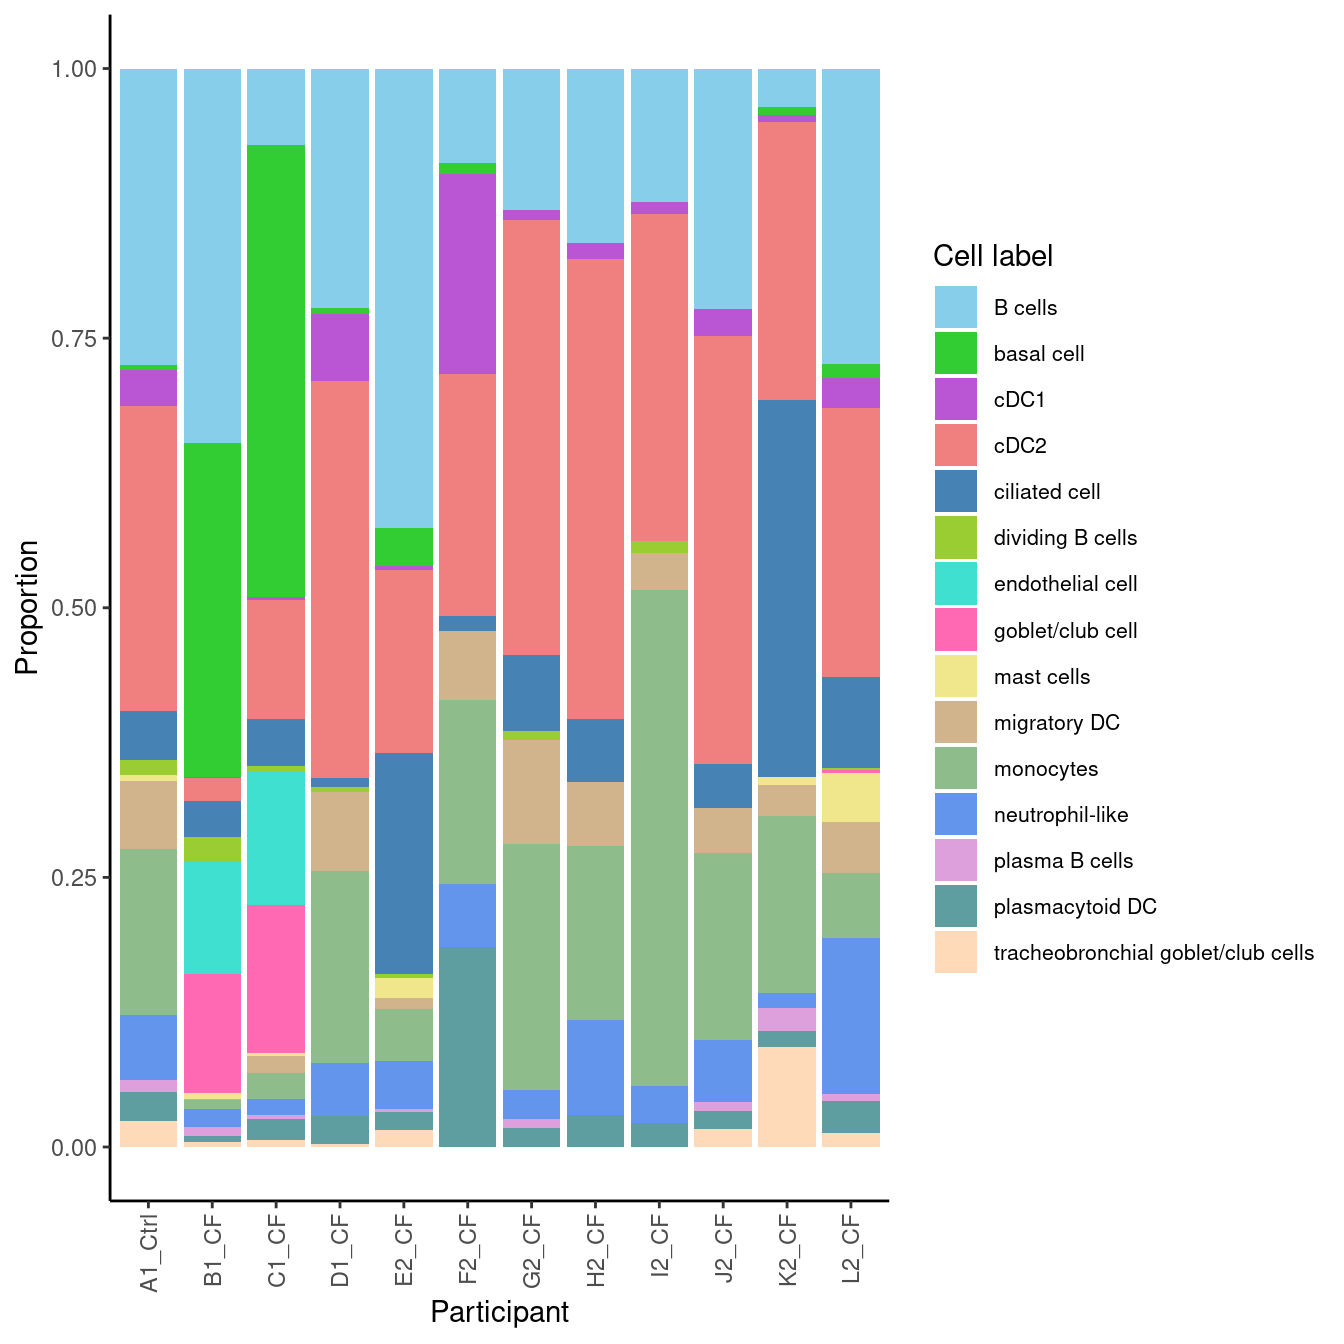 1.00
0.75
0.50
0.25
0.00
Proportion
A1_Ctrl
B1_CF
C1_CF
D1_CF
E2_CF
F2_CF
G2_CF
H2_CF
I2_CF
J2_CF
K2_CF
L2_CF
Participant
Cell label
B cells
basal cell
cDC1
cDC2
ciliated cell
dividing B cells
endothelial cell
goblet/club cell
mast cells
migratory DC
monocytes
neutrophil-like
plasma B cells
plasmacytoid DC
tracheobronchial goblet/club cells